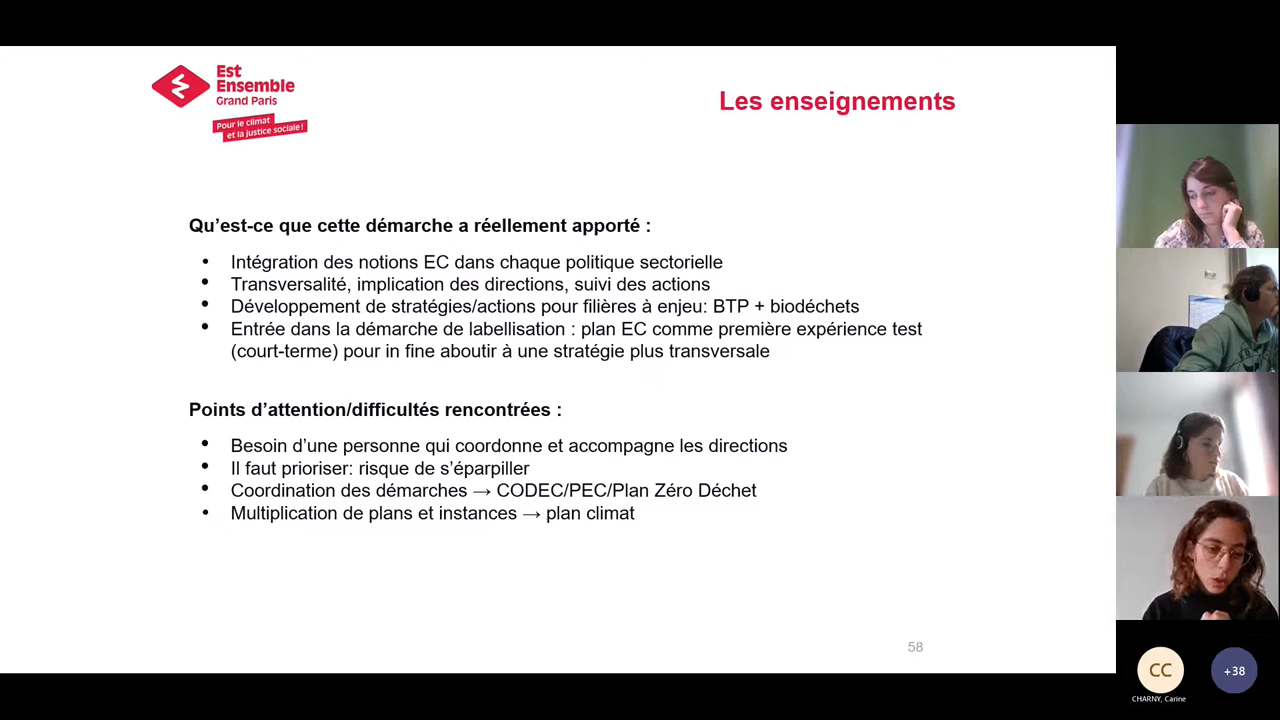 Est
Ensemble
Grand Paris
Pour le climat
et la justice sociale !
Les enseignements
Qu’est-ce que cette démarche a réellement apporté :
• Intégration des notions EC dans chaque politique sectorielle
• Transversalité, implication des directions, suivi des actions
• Développement de stratégies/actions pour filières à enjeu: BTP + biodéchets
• Entrée dans la démarche de labellisation : plan EC comme première expérience test
(court-terme) pour in fine aboutir à une stratégie plus transversale
Points d’attention/difficultés rencontrées :
• Besoin d’une personne qui coordonne et accompagne les directions
• Il faut prioriser: risque de s’éparpiller
• Coordination des démarches → CODEC/PEC/Plan Zéro Déchet
• Multiplication de plans et instances → plan climat
58
CC
+38
CHARNY, Carine